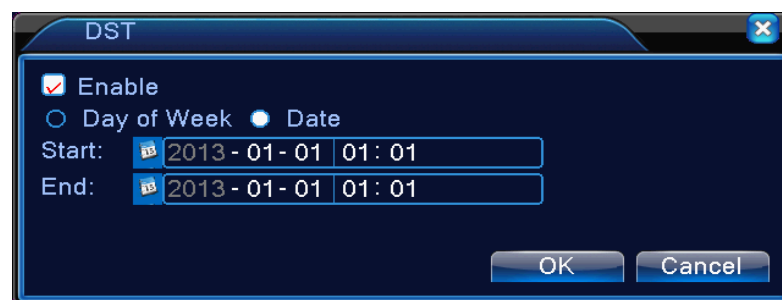 DST
Enable
Day of Week Date
Start: 2013-01-01 01:01
End: 2013-01-01 01:01
OK Cancel